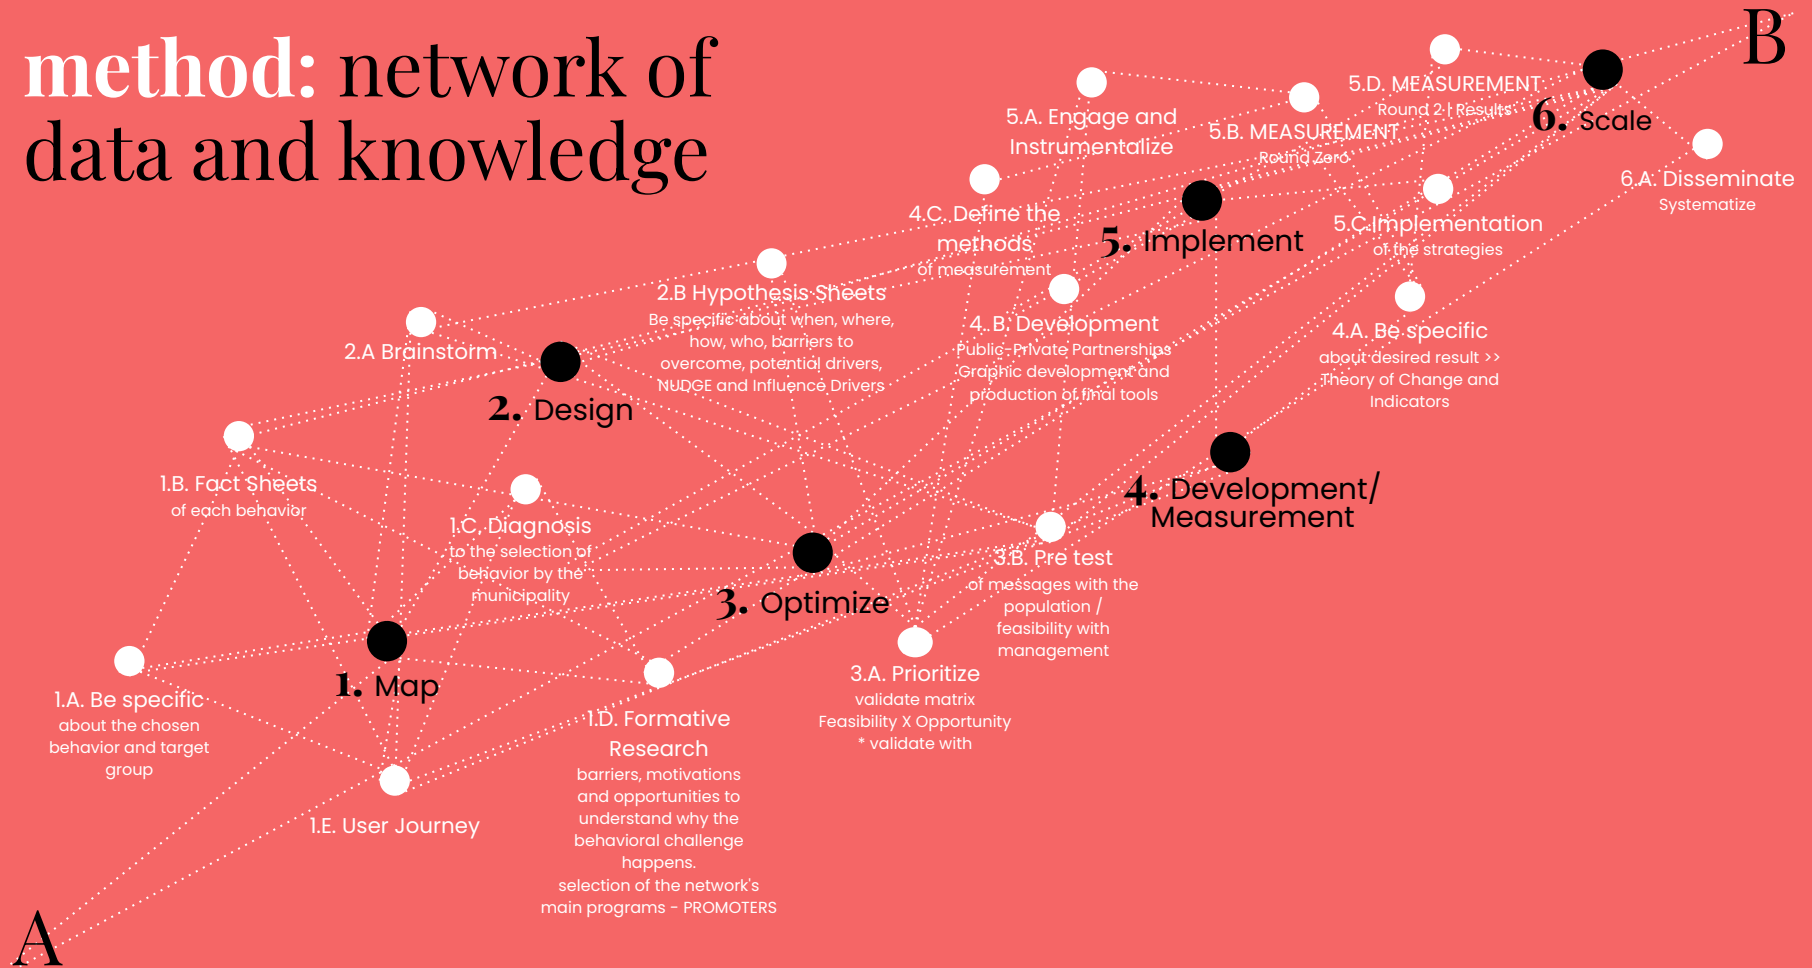 method: network of
data and knowledge
B
5.D. MEASUREMENT
Round 2 | Results
6. Scale
5.A. Engage and
Instrumentalize
5.B. MEASUREMENT
Round Zero
6.A. Disseminate
Systematize
4.C. Define the
methods
of measurement
5. Implement
5.C.Implementation
of the strategies
2.B Hypothesis Sheets
Be specific about when, where,
how, who, barriers to
overcome, potential drivers,
NUDGE and Influence Drivers
4. B. Development
Public-Private Partnerships
Graphic development and
production of final tools
4.A. Be specific
about desired result >>
Theory of Change and
Indicators
2.A Brainstorm
2. Design
1.B. Fact Sheets
of each behavior
1.C. Diagnosis
to the selection of
behavior by the
municipality
4. Development/
Measurement
3. Optimize
3.B. Pre test
of messages with the
population /
feasibility with
management
1. Map
1.A. Be specific
about the chosen
behavior and target
group
3.A. Prioritize
validate matrix
Feasibility X Opportunity
* validate with
1.D. Formative
Research
barriers, motivations
and opportunities to
understand why the
behavioral challenge
happens.
selection of the network's
main programs - PROMOTERS
1.E. User Journey
A